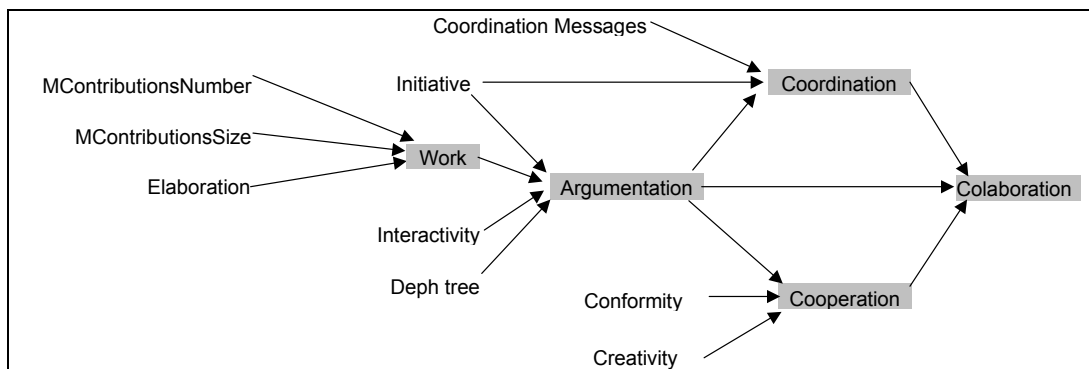 Coordination Messages
MContributionsNumber
Initiative
Coordination
MContributionsSize
Work
Elaboration
Argumentation
Colaboration
Interactivity
Deph tree
Conformity
Cooperation
Creativity